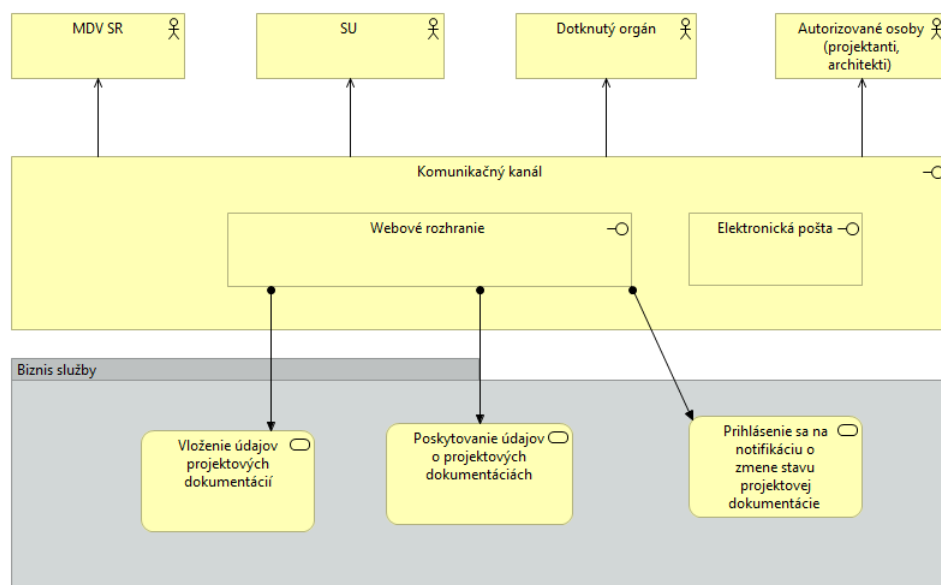 MDV SR
SU
Dotknutý orgán
Autorizované osoby
(projektanti,
architekti)
Komunikačný kanál
Webové rozhranie
Elektronická pošta
Biznis služby
Vloženie údajov
projektových
dokumentácií
Poskytovanie údajov
o projektových
dokumentáciách
Prihlásenie sa na
notifikáciu o
zmene stavu
projektovej
dokumentácie